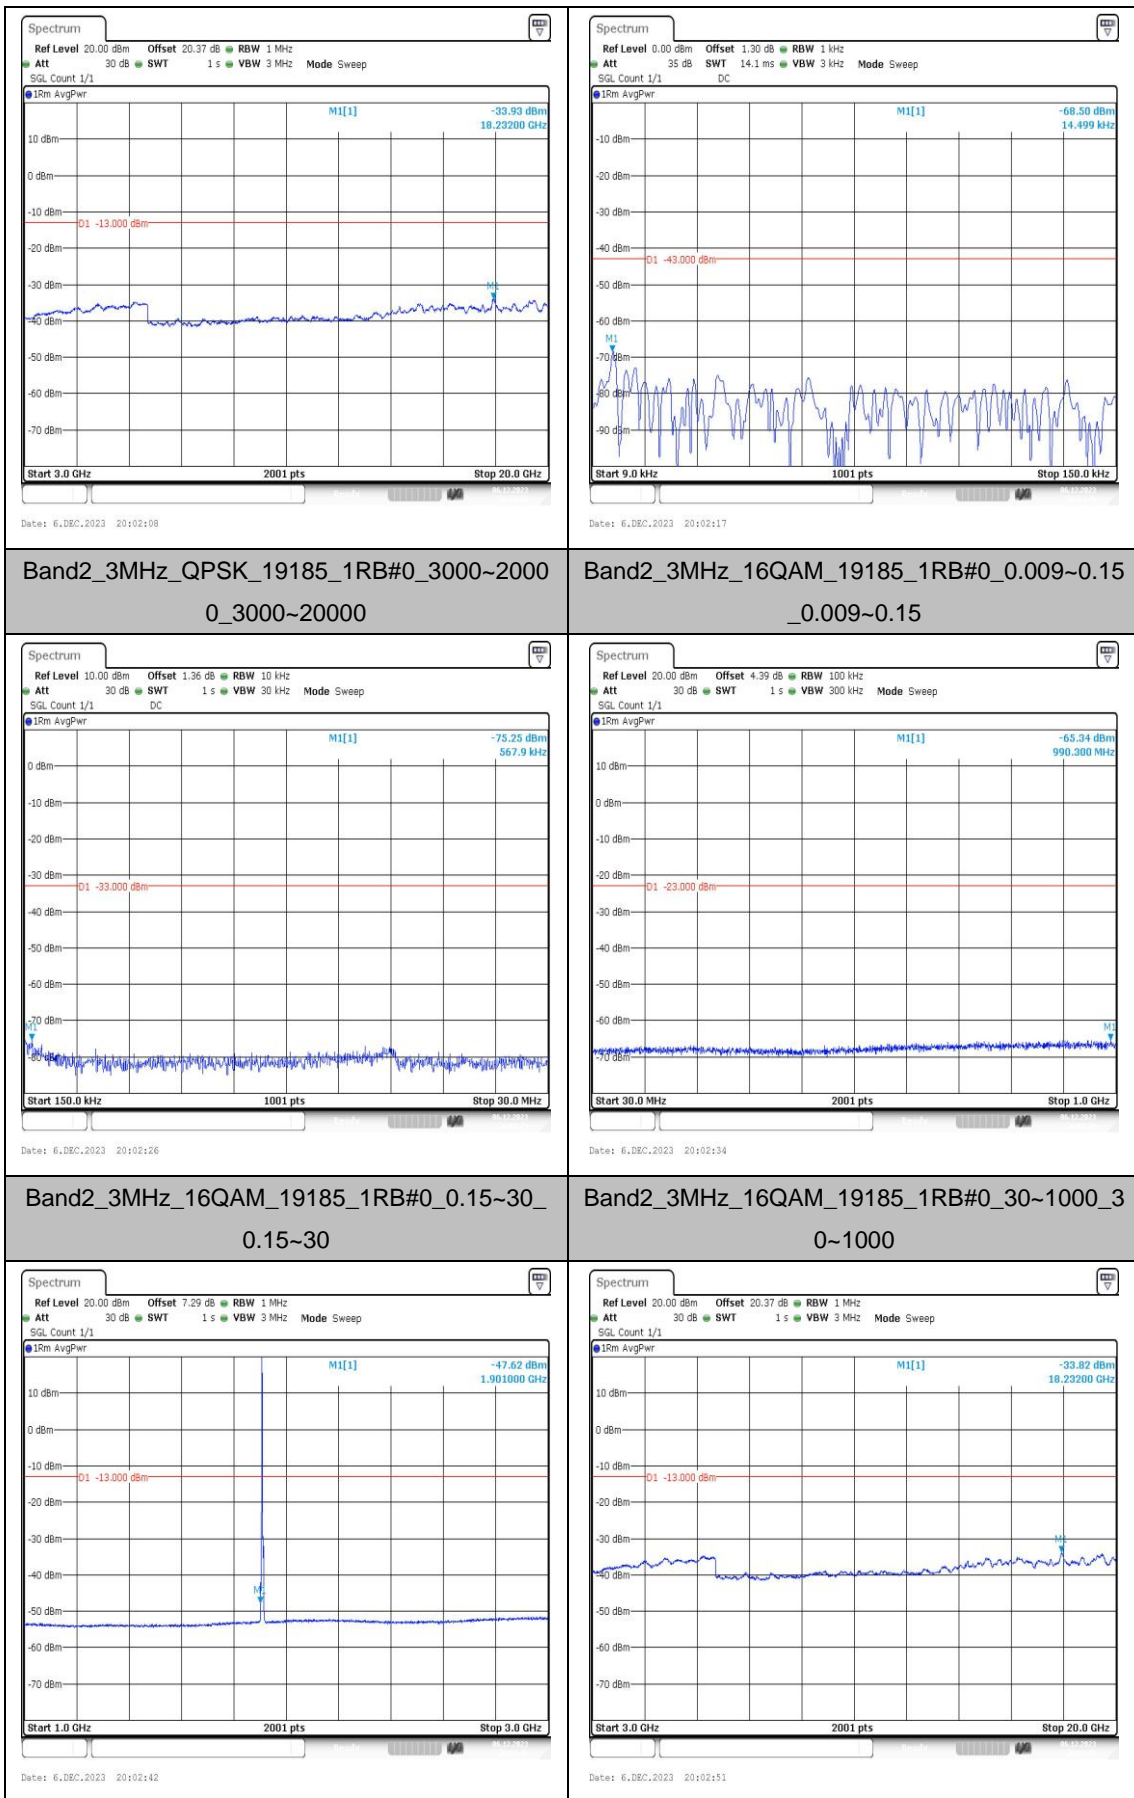 Spectrum
Ref Level 20.00 dBm Offset 20.37 dB RBW 1 MHz
Att 30 dB SWT 1 s VBW 3 MHz Mode Sweep
SGL Count 1/1
1Rm AvgPwr
M1[1] -33.93 dBm
18.23200 GHz
10 dBm
0 dBm
-10 dBm
D1 -13.000 dBm
-20 dBm
-30 dBm
M1
-40 dBm
-50 dBm
-60 dBm
-70 dBm
Start 3.0 GHz 2001 pts Stop 20.0 GHz
Date: 6.DEC.2023 20:02:08
Spectrum
Ref Level 0.00 dBm Offset 1.30 dB RBW 1 kHz
Att 35 dB SWT 14.1 ms VBW 3 kHz Mode Sweep
SGL Count 1/1 DC
1Rm AvgPwr
M1[1] -68.50 dBm
14.499 kHz
-10 dBm
-20 dBm
-30 dBm
-40 dBm
D1 -43.000 dBm
-50 dBm
-60 dBm
M1
-70 dBm
-90 dBm
Start 9.0 kHz 1001 pts Stop 150.0 kHz
Date: 6.DEC.2023 20:02:17
Band2_3MHz_QPSK_19185_1RB#0_3000~2000
0_3000~20000
Band2_3MHz_16QAM_19185_1RB#0_0.009~0.15
_0.009~0.15
Spectrum
Ref Level 10.00 dBm Offset 1.36 dB RBW 10 kHz
Att 30 dB SWT 1 s VBW 30 kHz Mode Sweep
SGL Count 1/1 DC
1Rm AvgPwr
M1[1] -75.25 dBm
567.9 kHz
0 dBm
-10 dBm
-20 dBm
-30 dBm
D1 -33.000 dBm
-40 dBm
-50 dBm
-60 dBm
-70 dBm
M1
-80 dBm
Start 150.0 kHz 1001 pts Stop 30.0 MHz
Date: 6.DEC.2023 20:02:26
Spectrum
Ref Level 20.00 dBm Offset 4.39 dB RBW 100 kHz
Att 30 dB SWT 1 s VBW 300 kHz Mode Sweep
SGL Count 1/1
1Rm AvgPwr
M1[1] -65.34 dBm
990.300 MHz
10 dBm
0 dBm
-10 dBm
-20 dBm
D1 -23.000 dBm
-30 dBm
-40 dBm
-50 dBm
-60 dBm
M1
-70 dBm
Start 30.0 MHz 2001 pts Stop 1.0 GHz
Date: 6.DEC.2023 20:02:34
Band2_3MHz_16QAM_19185_1RB#0_0.15~30_
0.15~30
Band2_3MHz_16QAM_19185_1RB#0_30~1000_3
0~1000
Spectrum
Ref Level 20.00 dBm Offset 7.29 dB RBW 1 MHz
Att 30 dB SWT 1 s VBW 3 MHz Mode Sweep
SGL Count 1/1
1Rm AvgPwr
M1[1] -47.62 dBm
1.901000 GHz
10 dBm
0 dBm
-10 dBm
D1 -13.000 dBm
-20 dBm
-30 dBm
-40 dBm
-50 dBm
-60 dBm
-70 dBm
Start 1.0 GHz 2001 pts Stop 3.0 GHz
Date: 6.DEC.2023 20:02:42
Spectrum
Ref Level 20.00 dBm Offset 20.37 dB RBW 1 MHz
Att 30 dB SWT 1 s VBW 3 MHz Mode Sweep
SGL Count 1/1
1Rm AvgPwr
M1[1] -33.82 dBm
18.23200 GHz
10 dBm
0 dBm
-10 dBm
D1 -13.000 dBm
-20 dBm
-30 dBm
M1
-40 dBm
-50 dBm
-60 dBm
-70 dBm
Start 3.0 GHz 2001 pts Stop 20.0 GHz
Date: 6.DEC.2023 20:02:51